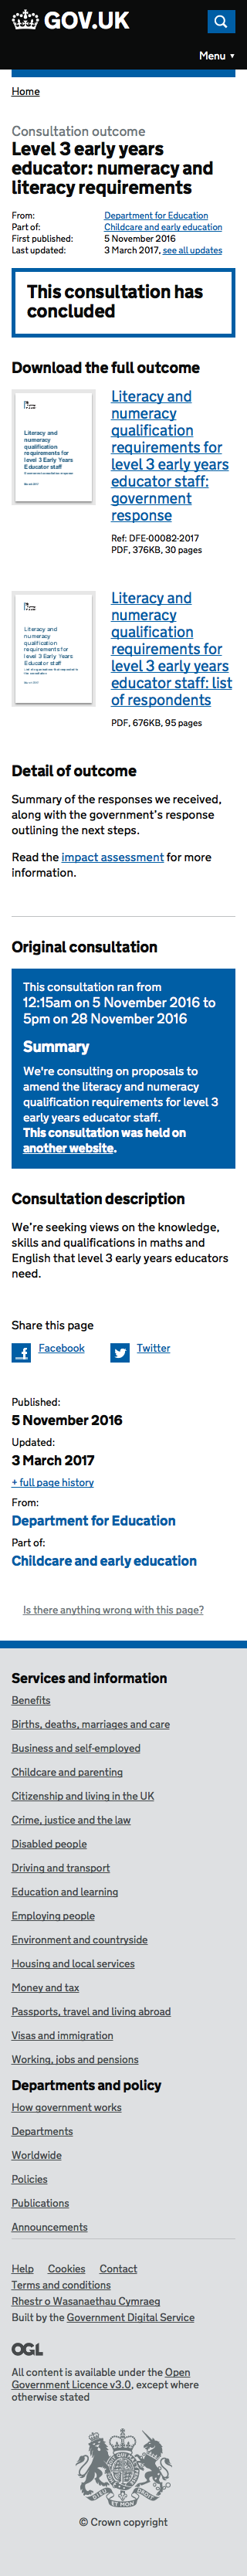 GOV.UK
Menu ▼
Home
Consultation outcome
Level 3 early years
educator: numeracy and
literacy requirements
From: Department for Education
Part of: Childcare and early education
First published: 5 November 2016
Last updated: 3 March 2017, see all updates
This consultation has
concluded
Download the full outcome
Literacy and
numeracy
qualification
requirements for
level 3 Early Years
Educator staff
Literacy and
numeracy
qualification
requirements for
level 3 early years
educator staff:
government
response
Ref: DFE-00082-2017
PDF, 376KB, 30 pages
Literacy and
numeracy
qualification
requirements for
level 3 Early Years
Educator staff
Literacy and
numeracy
qualification
requirements for
level 3 early years
educator staff: list
of respondents
PDF, 676KB, 95 pages
Detail of outcome
Summary of the responses we received,
along with the government’s response
outlining the next steps.
Read the impact assessment for more
information.
Original consultation
This consultation ran from
12:15am on 5 November 2016 to
5pm on 28 November 2016
Summary
We're consulting on proposals to
amend the literacy and numeracy
qualification requirements for level 3
early years educator staff.
This consultation was held on
another website.
Consultation description
We’re seeking views on the knowledge,
skills and qualifications in maths and
English that level 3 early years educators
need.
Share this page
Facebook Twitter
Published:
5 November 2016
Updated:
3 March 2017
+ full page history
From:
Department for Education
Part of:
Childcare and early education
Is there anything wrong with this page?
Services and information
Benefits
Births, deaths, marriages and care
Business and self-employed
Childcare and parenting
Citizenship and living in the UK
Crime, justice and the law
Disabled people
Driving and transport
Education and learning
Employing people
Environment and countryside
Housing and local services
Money and tax
Passports, travel and living abroad
Visas and immigration
Working, jobs and pensions
Departments and policy
How government works
Departments
Worldwide
Policies
Publications
Announcements
Help Cookies Contact
Terms and conditions
Rhestr o Wasanaethau Cymraeg
Built by the Government Digital Service
OGL
All content is available under the Open
Government Licence v3.0, except where
otherwise stated
© Crown copyright